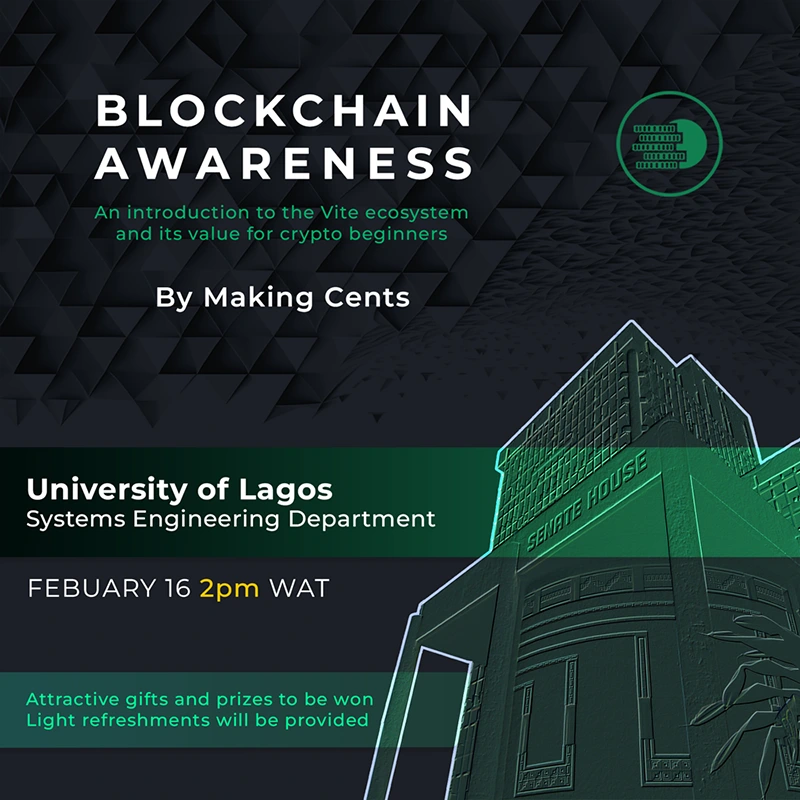 BLOCKCHAIN
AWARENESS
An introduction to the Vite ecosystem
and its value for crypto beginners
By Making Cents
University of Lagos
Systems Engineering Department
SENATE HOUSE
FEBUARY 16 2pm WAT
Attractive gifts and prizes to be won
Light refreshments will be provided